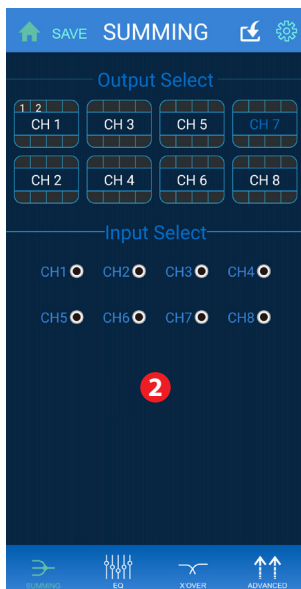 SAVE SUMMING
Output Select
1 2
CH 1 CH 3 CH 5 CH 7
CH 2 CH 4 CH 6 CH 8
Input Select
CH1 CH2 CH3 CH4
CH5 CH6 CH7 CH8
2
SUMMING EQ X'OVER ADVANCED